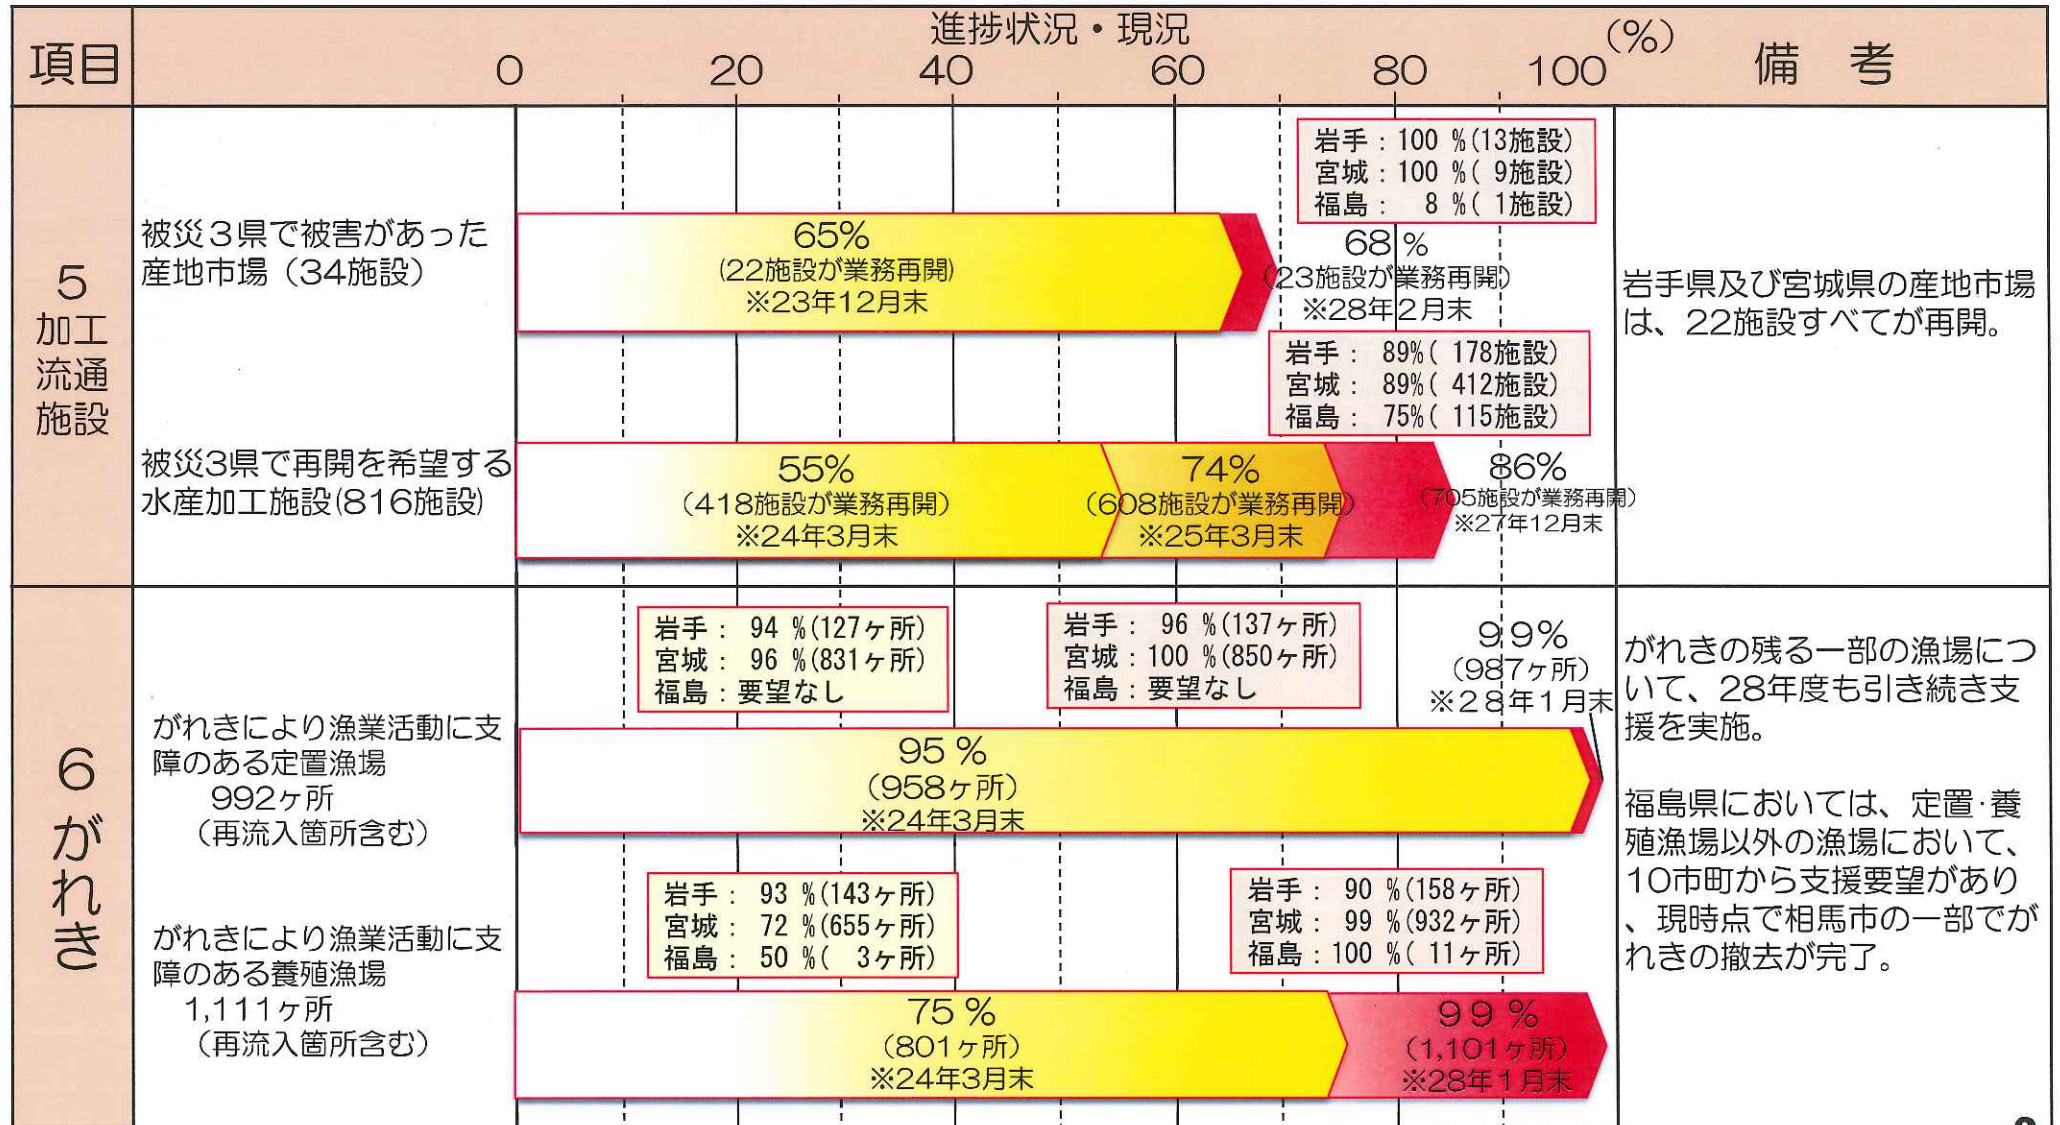 項目
進捗状況・現況
(%)
0 20 40 60 80 100
備 考
5
加工
流通
施設
被災3県で被害があった
産地市場（34施設）
65%
(22施設が業務再開)
※23年12月末
岩手：100 %(13施設)
宮城：100 %( 9施設)
福島： 8 %( 1施設)
68 %
(23施設が業務再開)
※28年2月末
岩手県及び宮城県の産地市場
は、22施設すべてが再開。
被災3県で再開を希望する
水産加工施設(816施設)
55%
(418施設が業務再開)
※24年3月末
74%
(608施設が業務再開)
※25年3月末
岩手： 89%( 178施設)
宮城： 89%( 412施設)
福島： 75%( 115施設)
86%
(705施設が業務再開)
※27年12月末
6
がれき
がれきにより漁業活動に支
障のある定置漁場
992ヶ所
（再流入箇所含む）
岩手： 94 %(127ヶ所)
宮城： 96 %(831ヶ所)
福島：要望なし
岩手： 96 %(137ヶ所)
宮城：100 %(850ヶ所)
福島：要望なし
99%
(987ヶ所)
※28年1月末
95 %
(958ヶ所)
※24年3月末
がれきにより漁業活動に支
障のある養殖漁場
1,111ヶ所
（再流入箇所含む）
岩手： 93 %(143ヶ所)
宮城： 72 %(655ヶ所)
福島： 50 %( 3ヶ所)
岩手： 90 %(158ヶ所)
宮城： 99 %(932ヶ所)
福島：100 %( 11ヶ所)
75 %
(801ヶ所)
※24年3月末
99 %
(1,101ヶ所)
※28年1月末
がれきの残る一部の漁場につ
いて、28年度も引き続き支
援を実施。
福島県においては、定置・養
殖漁場以外の漁場において、
10市町から支援要望があり
、現時点で相馬市の一部でが
れきの撤去が完了。